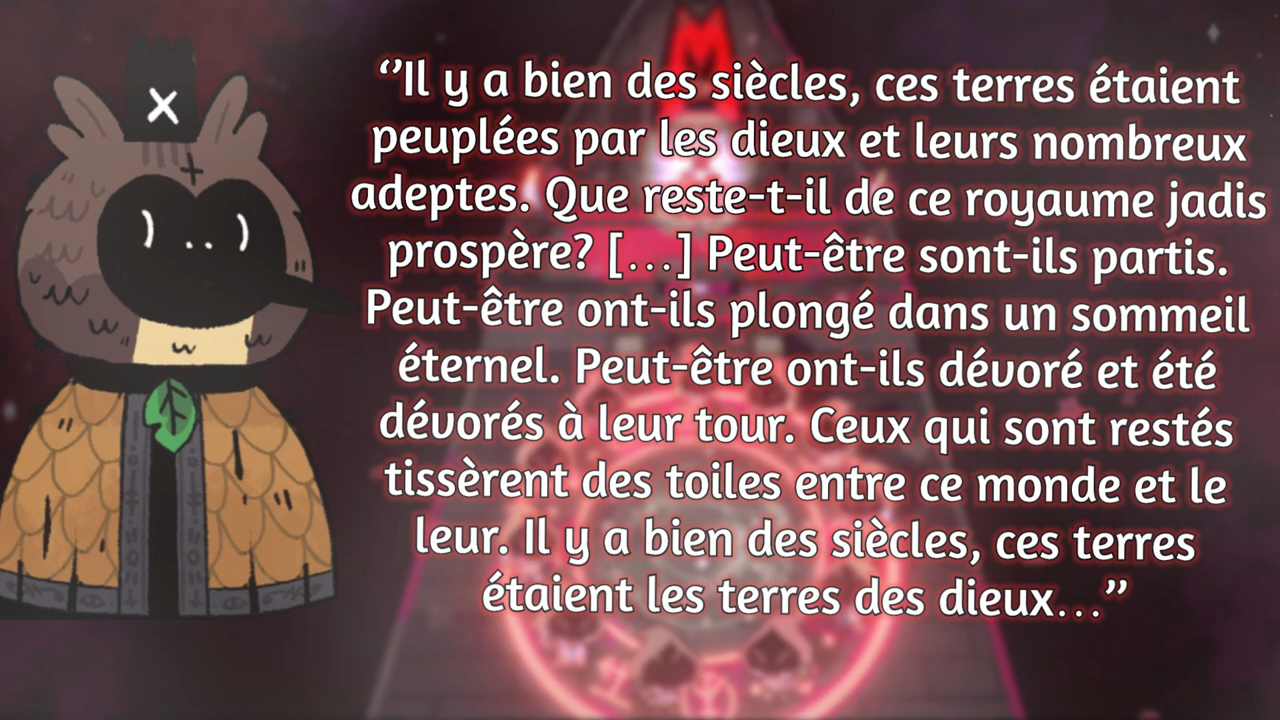 ‘’Il y a bien des siècles, ces terres étaient
peuplées par les dieux et leurs nombreux
adeptes. Que reste-t-il de ce royaume jadis
prospère? [...] Peut-être sont-ils partis.
Peut-être ont-ils plongé dans un sommeil
éternel. Peut-être ont-ils dévoré et été
dévorés à leur tour. Ceux qui sont restés
tissèrent des toiles entre ce monde et le
leur. Il y a bien des siècles, ces terres
étaient les terres des dieux...’’